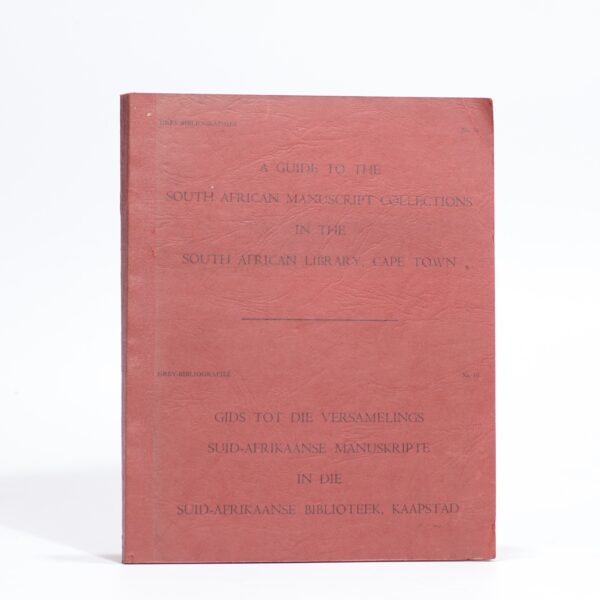 GREY BIBLIOGRAPHIES
A GUIDE TO THE
SOUTH AFRICAN MANUSCRIPT COLLECTIONS
IN THE
SOUTH AFRICAN LIBRARY, CAPE TOWN
GREY-BIBLIOGRAFIEË
GIDS TOT DIE VERSAMELINGS
SUID-AFRIKAANSE MANUSKRIPTE
IN DIE
SUID-AFRIKAANSE BIBLIOTEEK, KAAPSTAD